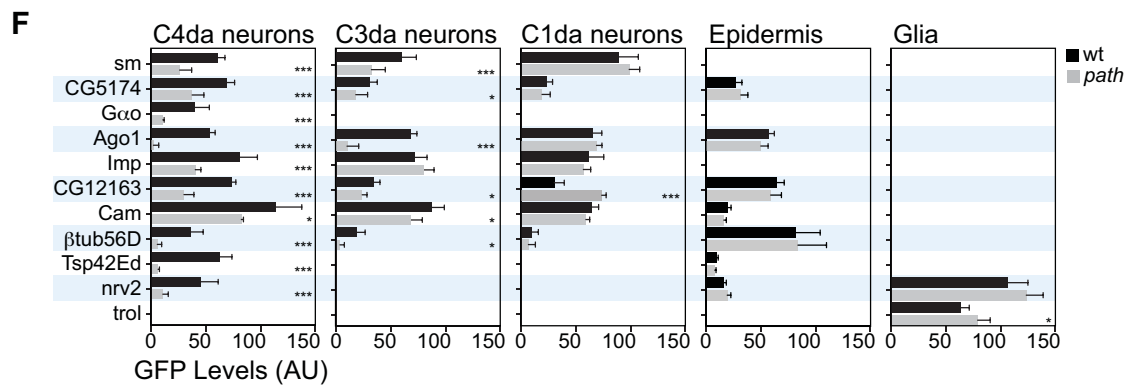 F
C4da neurons C3da neurons C1da neurons Epidermis Glia
wt
path
sm *** ***
CG5174 *** *
Gαo ***
Ago1 *** ***
Imp ***
CG12163 *** * ***
Cam * *
βtub56D *** *
Tsp42Ed ***
nrv2 ***
trol *
0 50 100 150 0 50 100 150 0 50 100 150 0 50 100 150 0 50 100 150
GFP Levels (AU)